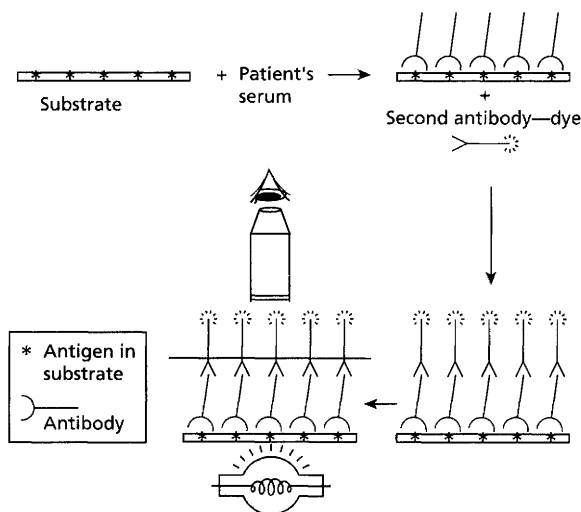 Substrate
+ Patient's
serum
+
Second antibody—dye
* Antigen in
substrate
Antibody